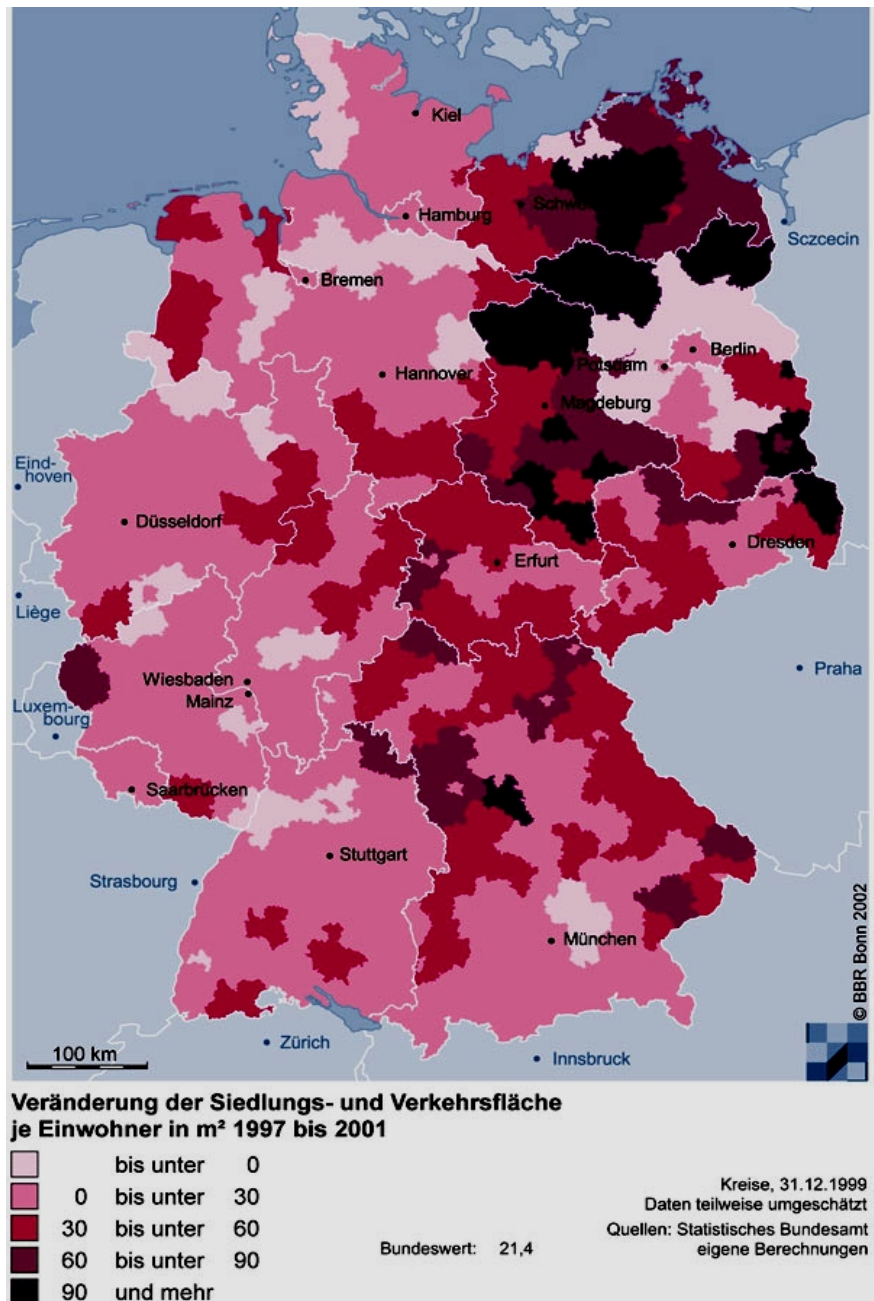 Kiel
Hamburg
Schwe
Sczcecin
Bremen
Berlin
Potsdam
Hannover
Magdeburg
Eind-
hoven
Düsseldorf
Erfurt
Dresden
Liège
Wiesbaden
Mainz
Praha
Luxem-
bourg
Saarbrücken
Stuttgart
Strasbourg
München
Zürich
Innsbruck
100 km
© BBR Bonn 2002
Veränderung der Siedlungs- und Verkehrsfläche
je Einwohner in m² 1997 bis 2001
bis unter 0
0 bis unter 30
30 bis unter 60
60 bis unter 90
90 und mehr
Bundeswert: 21,4
Kreise, 31.12.1999
Daten teilweise umgeschätzt
Quellen: Statistisches Bundesamt
eigene Berechnungen